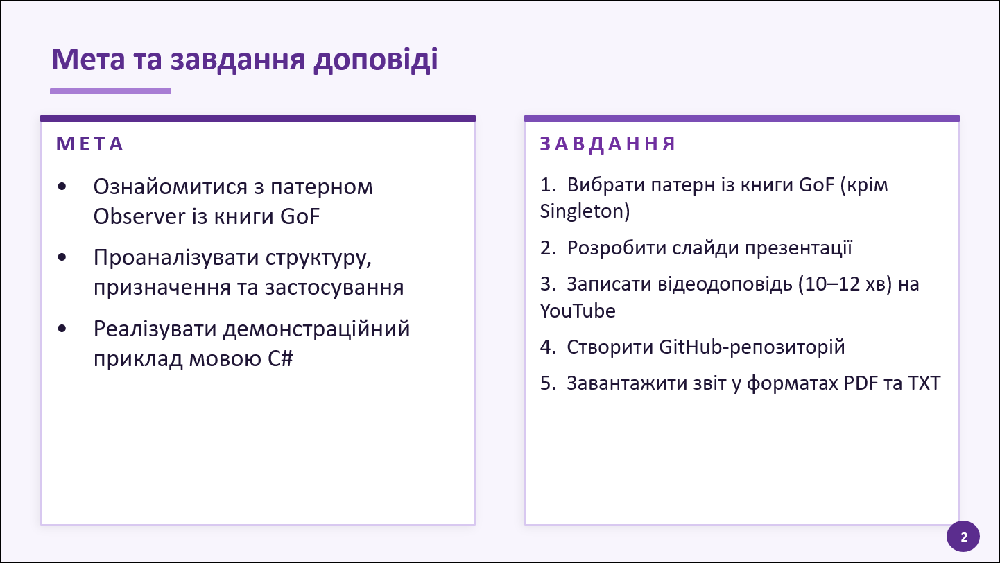 Мета та завдання доповіді
МЕТА
• Ознайомитися з патерном
Observer із книги GoF
• Проаналізувати структуру,
призначення та застосування
• Реалізувати демонстраційний
приклад мовою C#
ЗАВДАННЯ
1. Вибрати патерн із книги GoF (крім
Singleton)
2. Розробити слайди презентації
3. Записати відеодоповідь (10–12 хв) на
YouTube
4. Створити GitHub-репозиторій
5. Завантажити звіт у форматах PDF та TXT
2